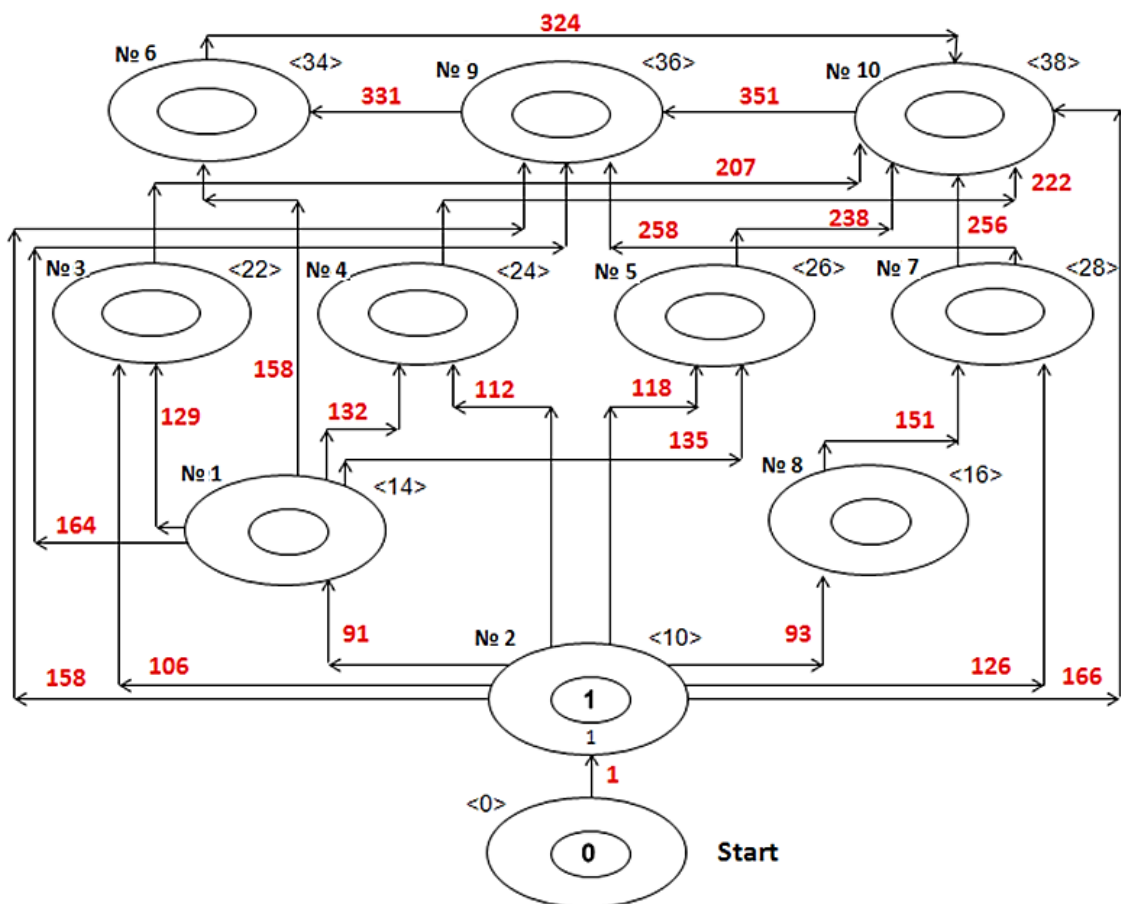 324
№ 6 <34> № 9 <36> № 10 <38>
331 351
207 222
238
258 256
№ 3 <22> № 4 <24> № 5 <26> № 7 <28>
158
129 132 112 118 135 151
№ 1 <14> № 8 <16>
164
91 № 2 <10> 93
158 106 126 166
1
1
1
<0>
0 Start